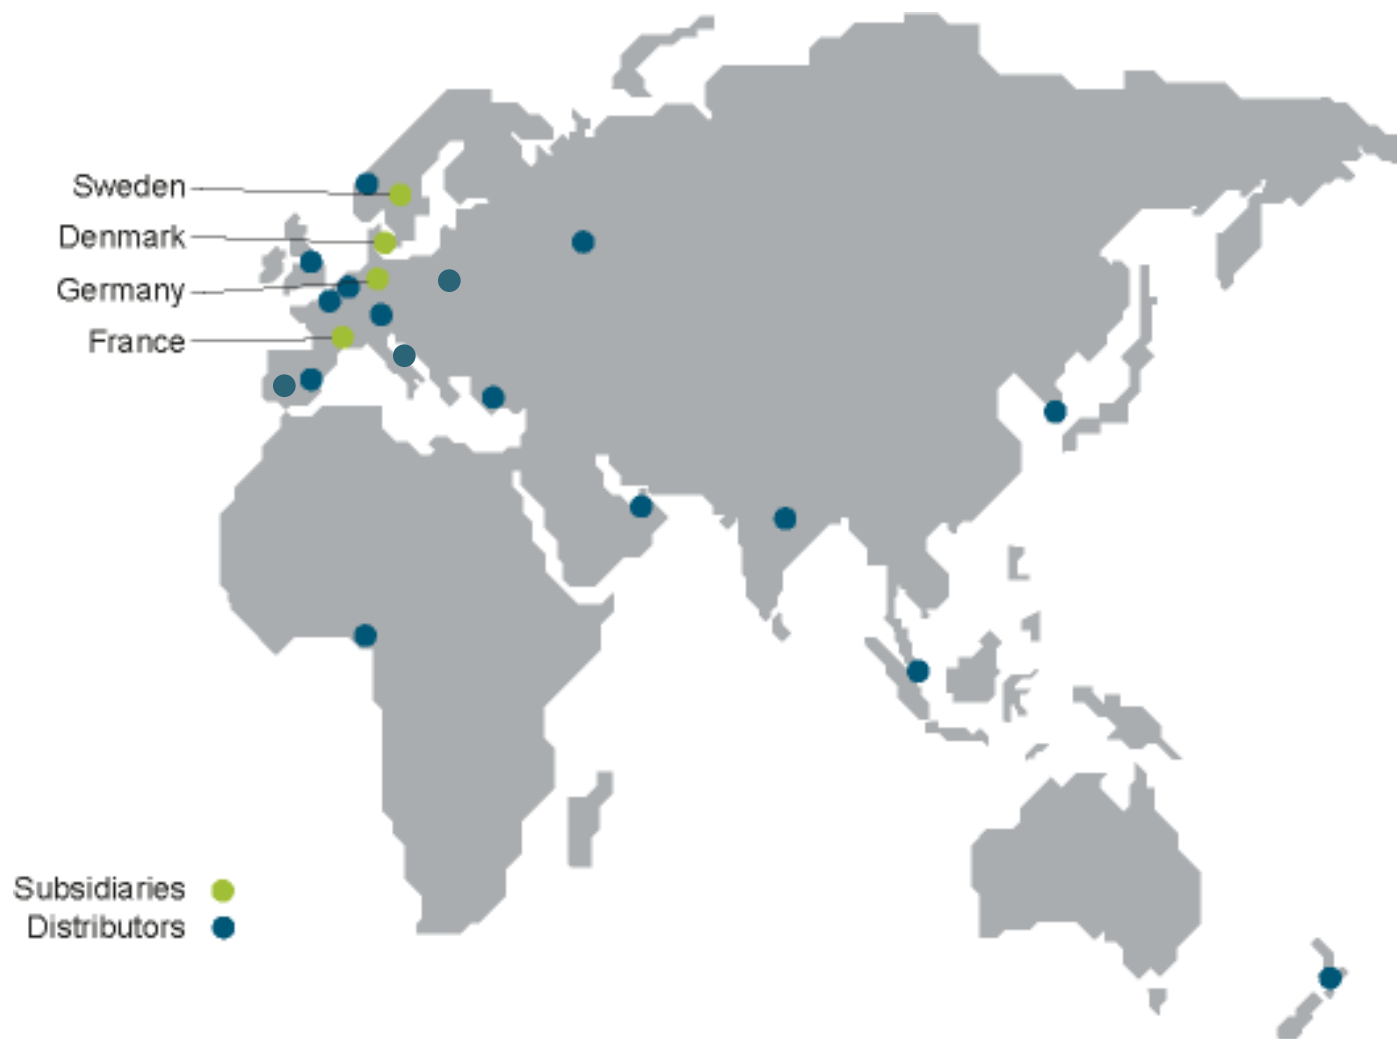 Sweden
Denmark
Germany
France
Subsidiaries
Distributors